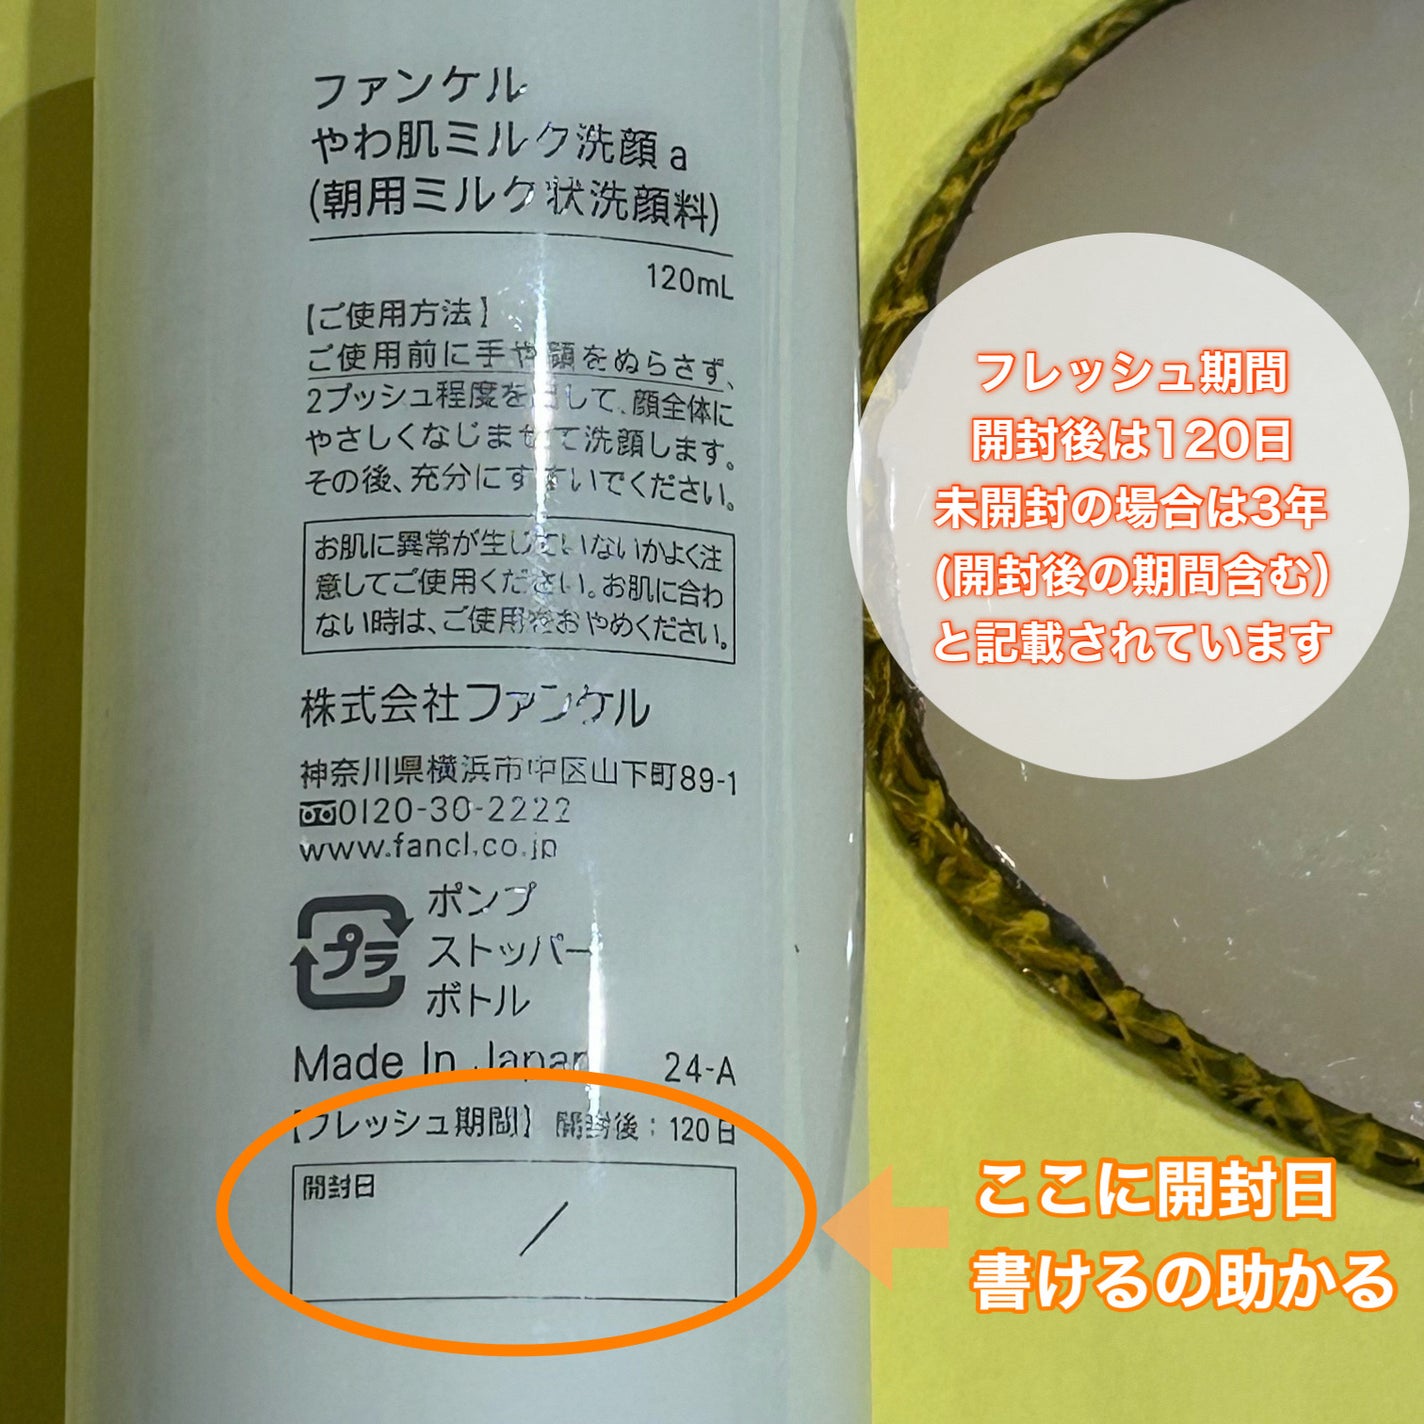 ファンケル
やわ肌ミルク洗顔 a
(朝用ミルク状洗顔料)
120mL
【ご使用方法】
ご使用前に手や顔をぬらさず、
2プッシュ程度を出して、顔全体に
やさしくなじませて洗顔します。
その後、充分にすすいでください。
お肌に異常が生じていないかよく注
意してご使用ください。お肌に合わ
ない時は、ご使用をおやめください。
株式会社ファンケル
神奈川県横浜市中区山下町89-1
0120-30-2222
www.fancl.co.jp
プラ
ポンプ
ストッパー
ボトル
Made In Japan 24-A
【フレッシュ期間】 開封後：120日
開封日
/
フレッシュ期間
開封後は120日
未開封の場合は3年
(開封後の期間含む)
と記載されています
ここに開封日
書けるの助かる